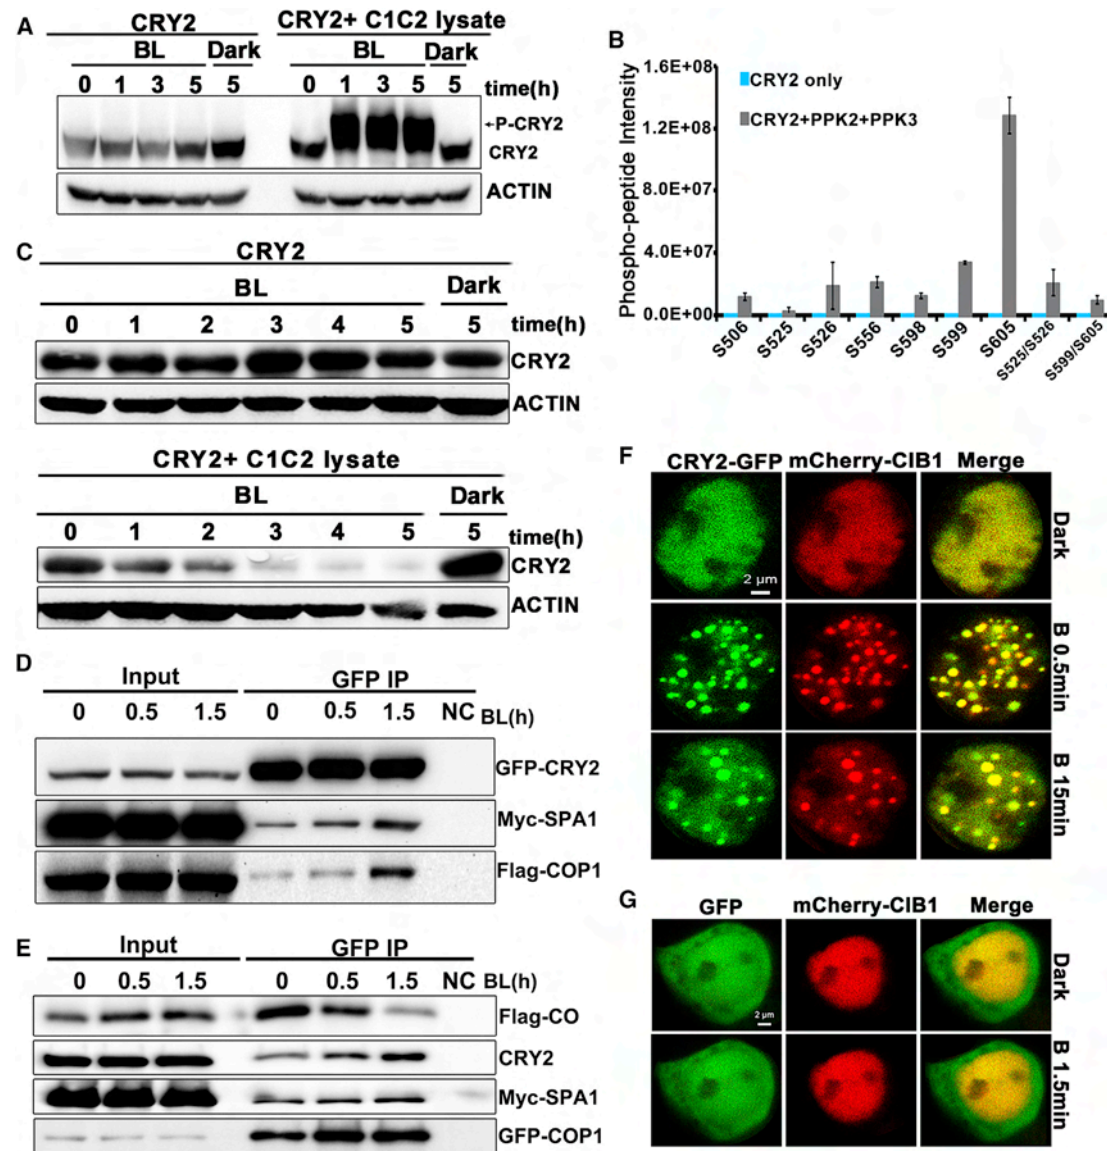 A
CRY2 CRY2+ C1C2 lysate
BL Dark BL Dark
0 1 3 5 5 0 1 3 5 5 time(h)
←P-CRY2
CRY2
ACTIN
B
1.6E+08
1.2E+08
8.0E+07
4.0E+07
0.0E+00
Phospho-peptide Intensity
CRY2 only
CRY2+PPK2+PPK3
S506 S525 S526 S556 S598 S599 S605 S525/S526 S599/S605
C
CRY2
BL Dark
0 1 2 3 4 5 5 time(h)
CRY2
ACTIN
CRY2+ C1C2 lysate
BL Dark
0 1 2 3 4 5 5 time(h)
CRY2
ACTIN
D
Input GFP IP
0 0.5 1.5 0 0.5 1.5 NC BL(h)
GFP-CRY2
Myc-SPA1
Flag-COP1
E
Input GFP IP
0 0.5 1.5 0 0.5 1.5 NC BL(h)
Flag-CO
CRY2
Myc-SPA1
GFP-COP1
F
CRY2-GFP mCherry-CIB1 Merge
2 µm
Dark
B 0.5min
B 15min
G
GFP mCherry-CIB1 Merge
2 µm
Dark
B 1.5min